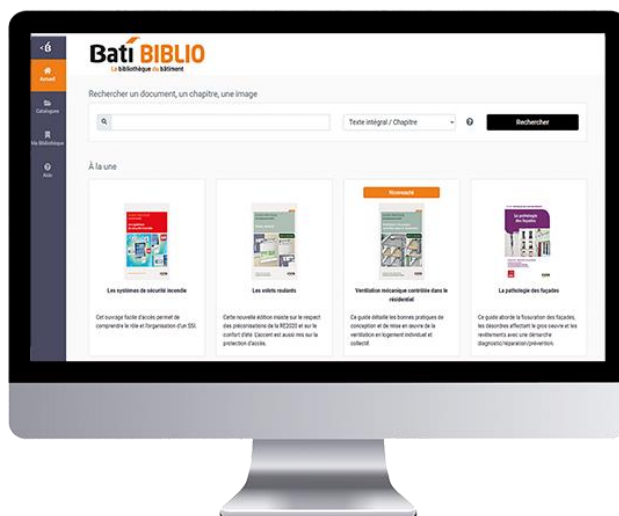 Bati BIBLIO
La bibliothèque du bâtiment
Accueil
Catalogues
Ma Bibliothèque
Aide
Rechercher un document, un chapitre, une image
Texte intégral / Chapitre
Rechercher
À la une
Nouveauté
La pathologie
des façades
Les systèmes de sécurité incendie
Cet ouvrage facile d'accès permet de
comprendre le rôle et l'organisation d'un SSI.
Les volets roulants
Cette nouvelle édition insiste sur le respect
des préconisations de la RE2020 et sur le
confort d'été. L'accent est aussi mis sur la
protection d'accès.
Ventilation mécanique contrôlée dans le
résidentiel
Ce guide détaille les bonnes pratiques de
conception et de mise en œuvre de la
ventilation en logement individuel et
collectif.
La pathologie des façades
Ce guide aborde la fissuration des façades,
les désordres affectant le gros oeuvre et les
revêtements avec une démarche
diagnostic/réparation/prévention.